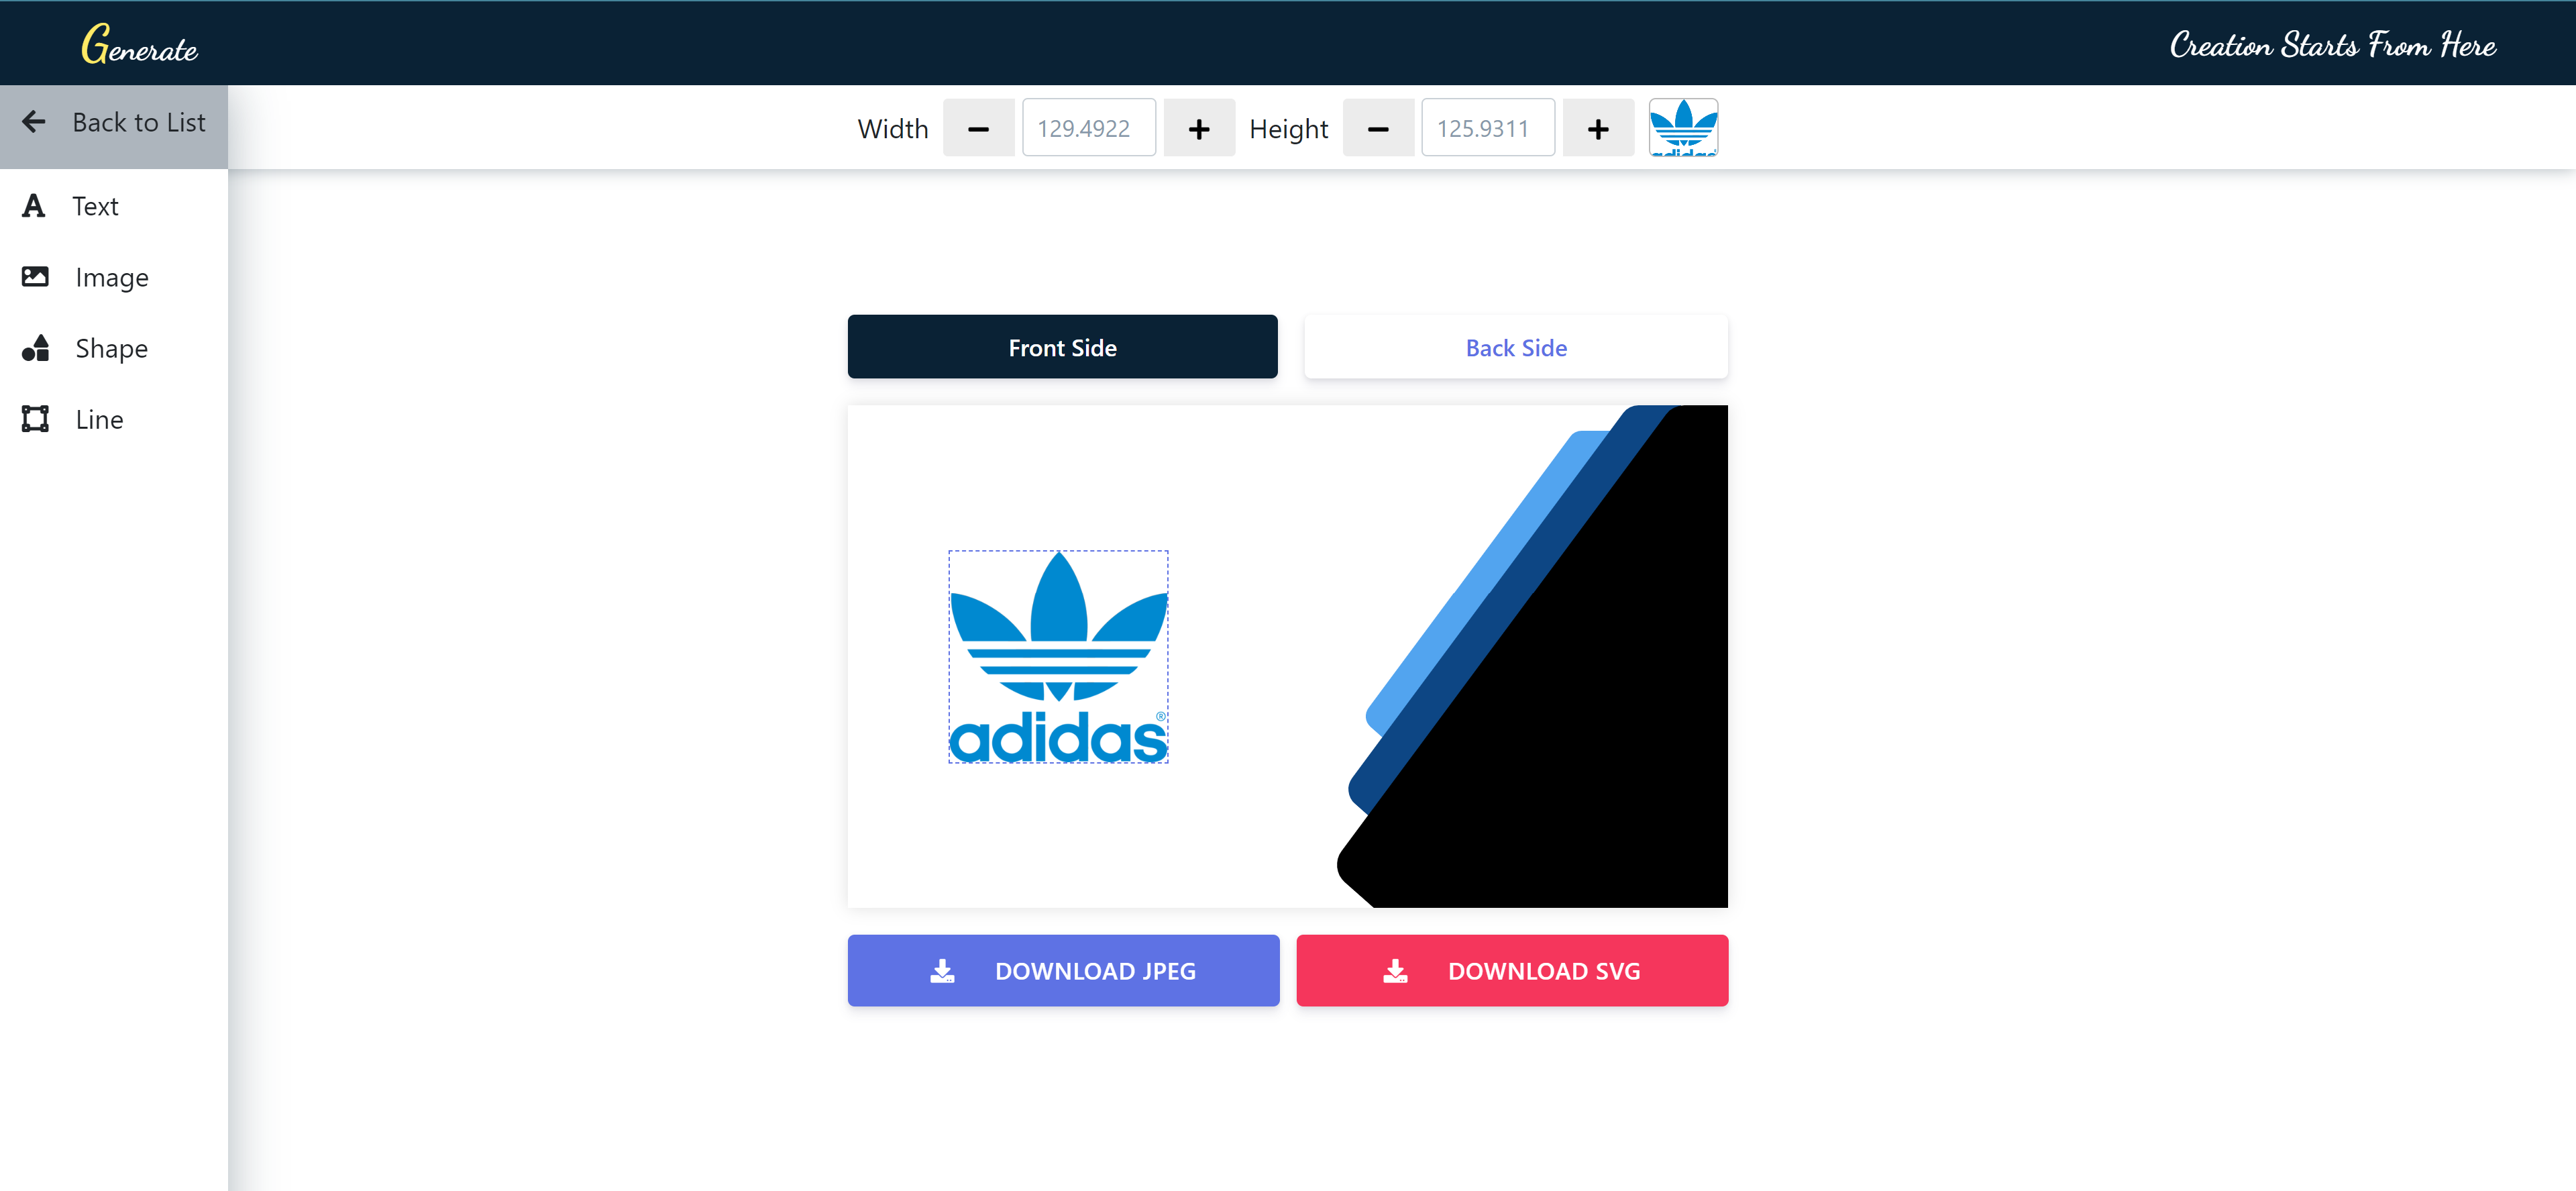 Generate
Creation Starts From Here
Back to List
Width
129.4922
Height
125.9311
adidas
Text
Image
Shape
Line
Front Side
Back Side
adidas®
DOWNLOAD JPEG
DOWNLOAD SVG